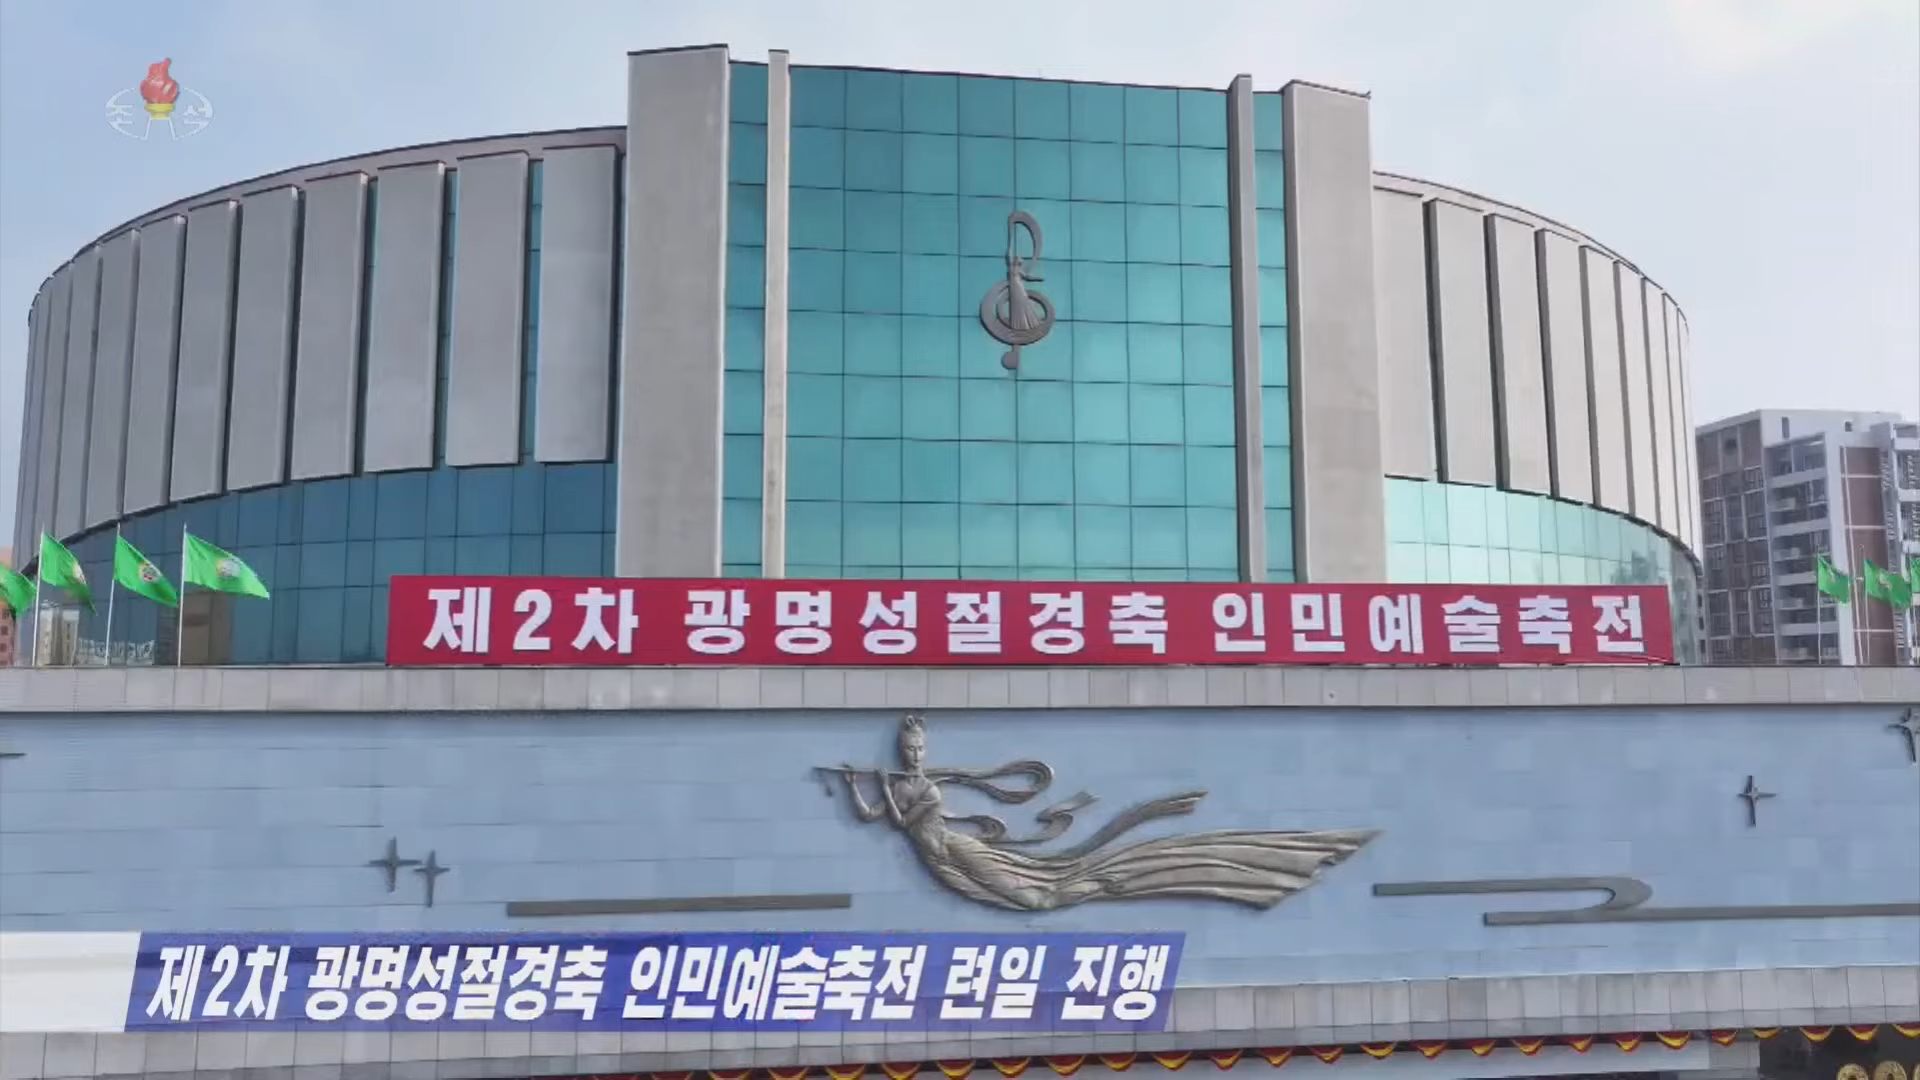 조선
제2차 광명성절경축 인민예술축전
제2차 광명성절경축 인민예술축전 련일 진행